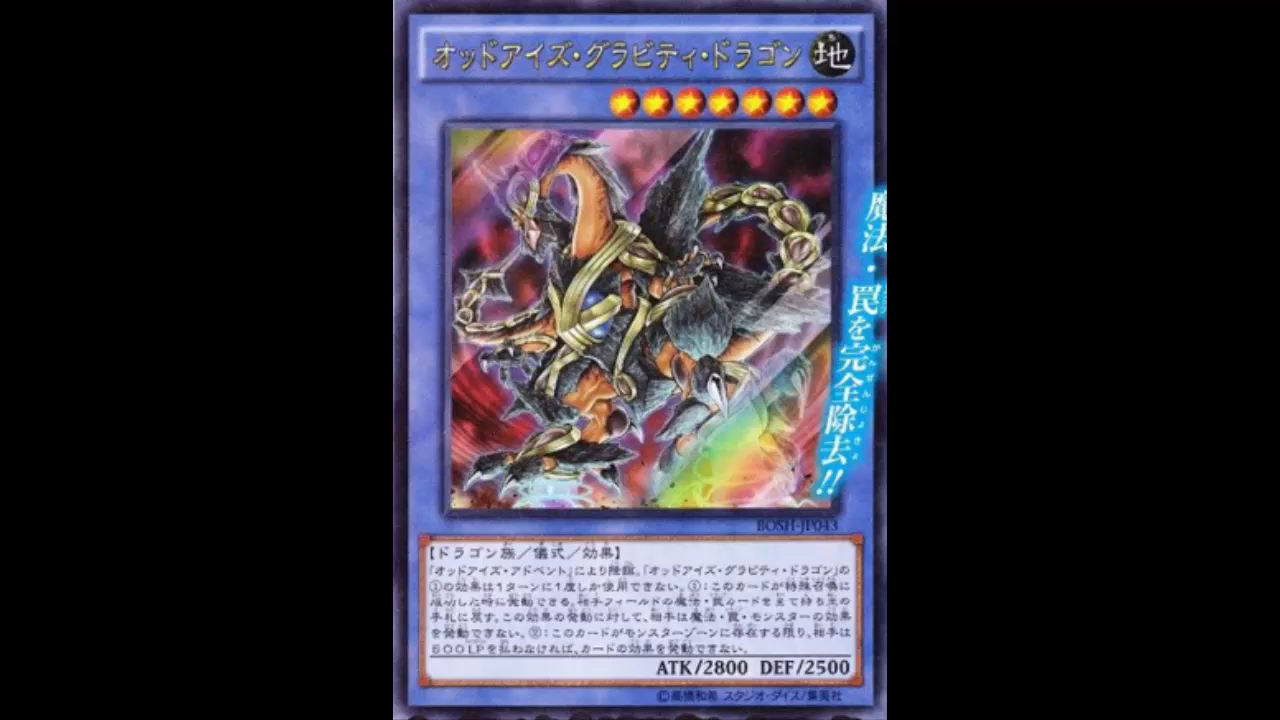 オッドアイズ・グラビティ・ドラゴン
地
魔法・罠を完全除去!!
BOSH-JP043
【ドラゴン族／儀式／効果】
「オッドアイズ・アドベント」により降臨。「オッドアイズ・グラビティ・ドラゴン」の
①の効果は1ターンに1度しか使用できない。①:このカードが特殊召喚に
成功した時に発動できる。相手フィールドの魔法・罠カードを全て持ち主の
手札に戻す。この効果の発動に対して、相手は魔法・罠・モンスターの効果
を発動できない。②:このカードがモンスターゾーンに存在する限り、相手は
500LPを払わなければ、カードの効果を発動できない。
ATK/2800 DEF/2500
©高橋和希 スタジオ・ダイス/集英社